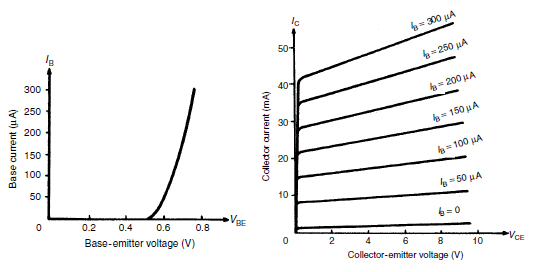 I_B
Base current (μA)
300
250
200
150
100
50
0
0.2 0.4 0.6 0.8
V_BE
Base-emitter voltage (V)
I_C
Collector current (mA)
50
40
30
20
10
0
2 4 6 8 10
V_CE
Collector-emitter voltage (V)
I_B = 300 μA
I_B = 250 μA
I_B = 200 μA
I_B = 150 μA
I_B = 100 μA
I_B = 50 μA
I_B = 0